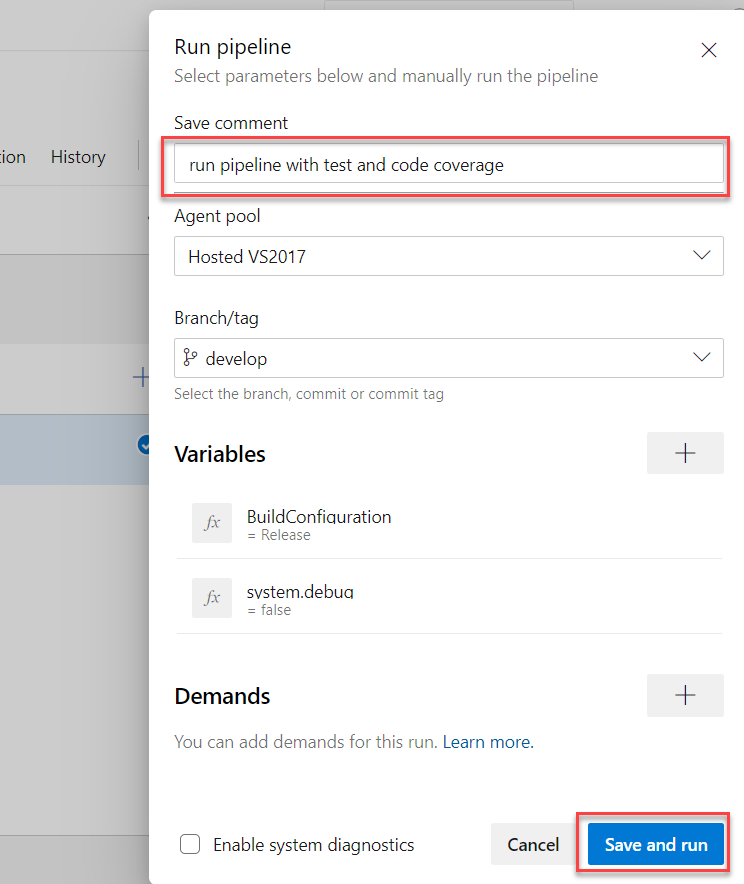 Run pipeline
Select parameters below and manually run the pipeline
Save comment
tion History
run pipeline with test and code coverage
Agent pool
Hosted VS2017
Branch/tag
develop
Select the branch, commit or commit tag
Variables
fx BuildConfiguration
= Release
fx system.debug
= false
Demands
You can add demands for this run. Learn more.
Enable system diagnostics Cancel Save and run